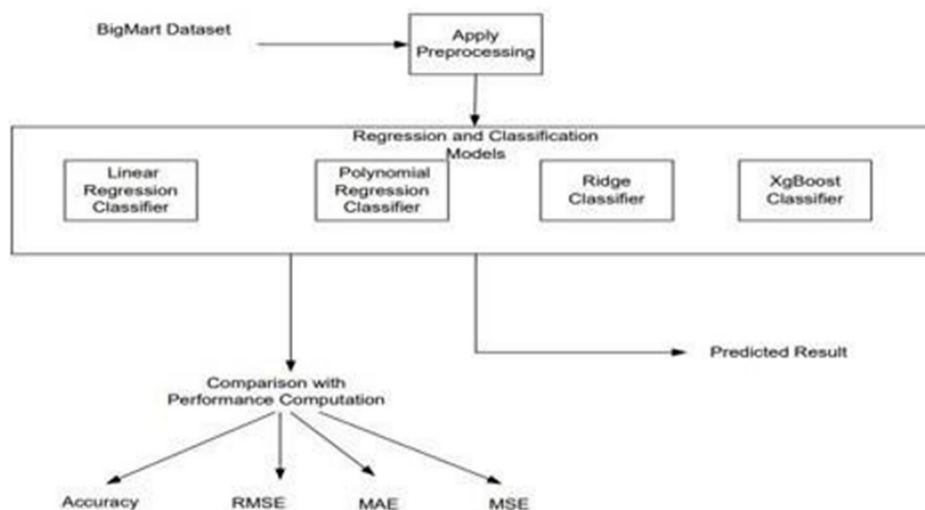 BigMart Dataset
Apply
Preprocessing
Regression and Classification
Models
Linear
Regression
Classifier
Polynomial
Regression
Classifier
Ridge
Classifier
XgBoost
Classifier
Predicted Result
Comparison with
Performance Computation
Accuracy
RMSE
MAE
MSE